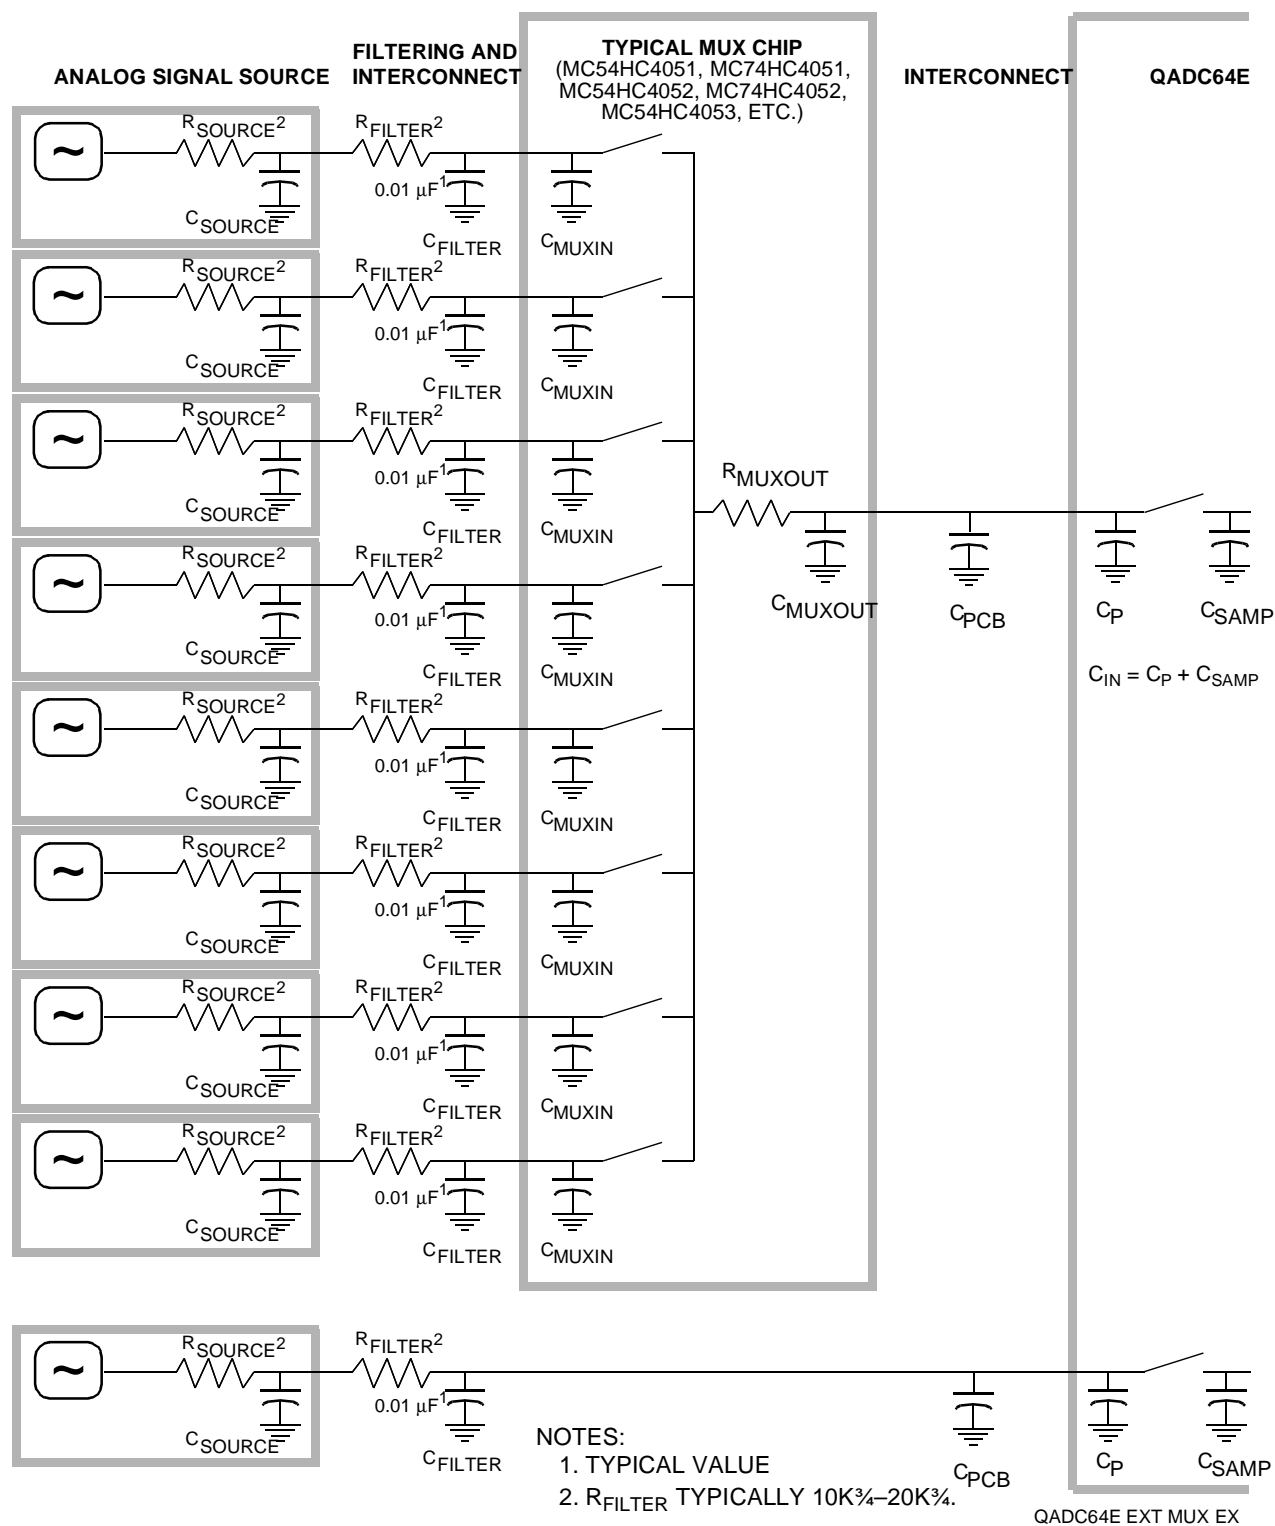 ANALOG SIGNAL SOURCE
FILTERING AND
INTERCONNECT
TYPICAL MUX CHIP
(MC54HC4051, MC74HC4051,
MC54HC4052, MC74HC4052,
MC54HC4053, ETC.)
INTERCONNECT
QADC64E
~
RSOURCE2
CSOURCE
RFILTER2
0.01 µF1
CFILTER
CMUXIN
~
RSOURCE2
CSOURCE
RFILTER2
0.01 µF1
CFILTER
CMUXIN
~
RSOURCE2
CSOURCE
RFILTER2
0.01 µF1
CFILTER
CMUXIN
~
RSOURCE2
CSOURCE
RFILTER2
0.01 µF1
CFILTER
CMUXIN
~
RSOURCE2
CSOURCE
RFILTER2
0.01 µF1
CFILTER
CMUXIN
~
RSOURCE2
CSOURCE
RFILTER2
0.01 µF1
CFILTER
CMUXIN
~
RSOURCE2
CSOURCE
RFILTER2
0.01 µF1
CFILTER
CMUXIN
~
RSOURCE2
CSOURCE
RFILTER2
0.01 µF1
CFILTER
CMUXIN
RMUXOUT
CMUXOUT
CPCB
CP
CSAMP
CIN = CP + CSAMP
~
RSOURCE2
CSOURCE
RFILTER2
0.01 µF1
CFILTER
CPCB
CP
CSAMP
NOTES:
1. TYPICAL VALUE
2. RFILTER TYPICALLY 10K¾–20K¾.
QADC64E EXT MUX EX